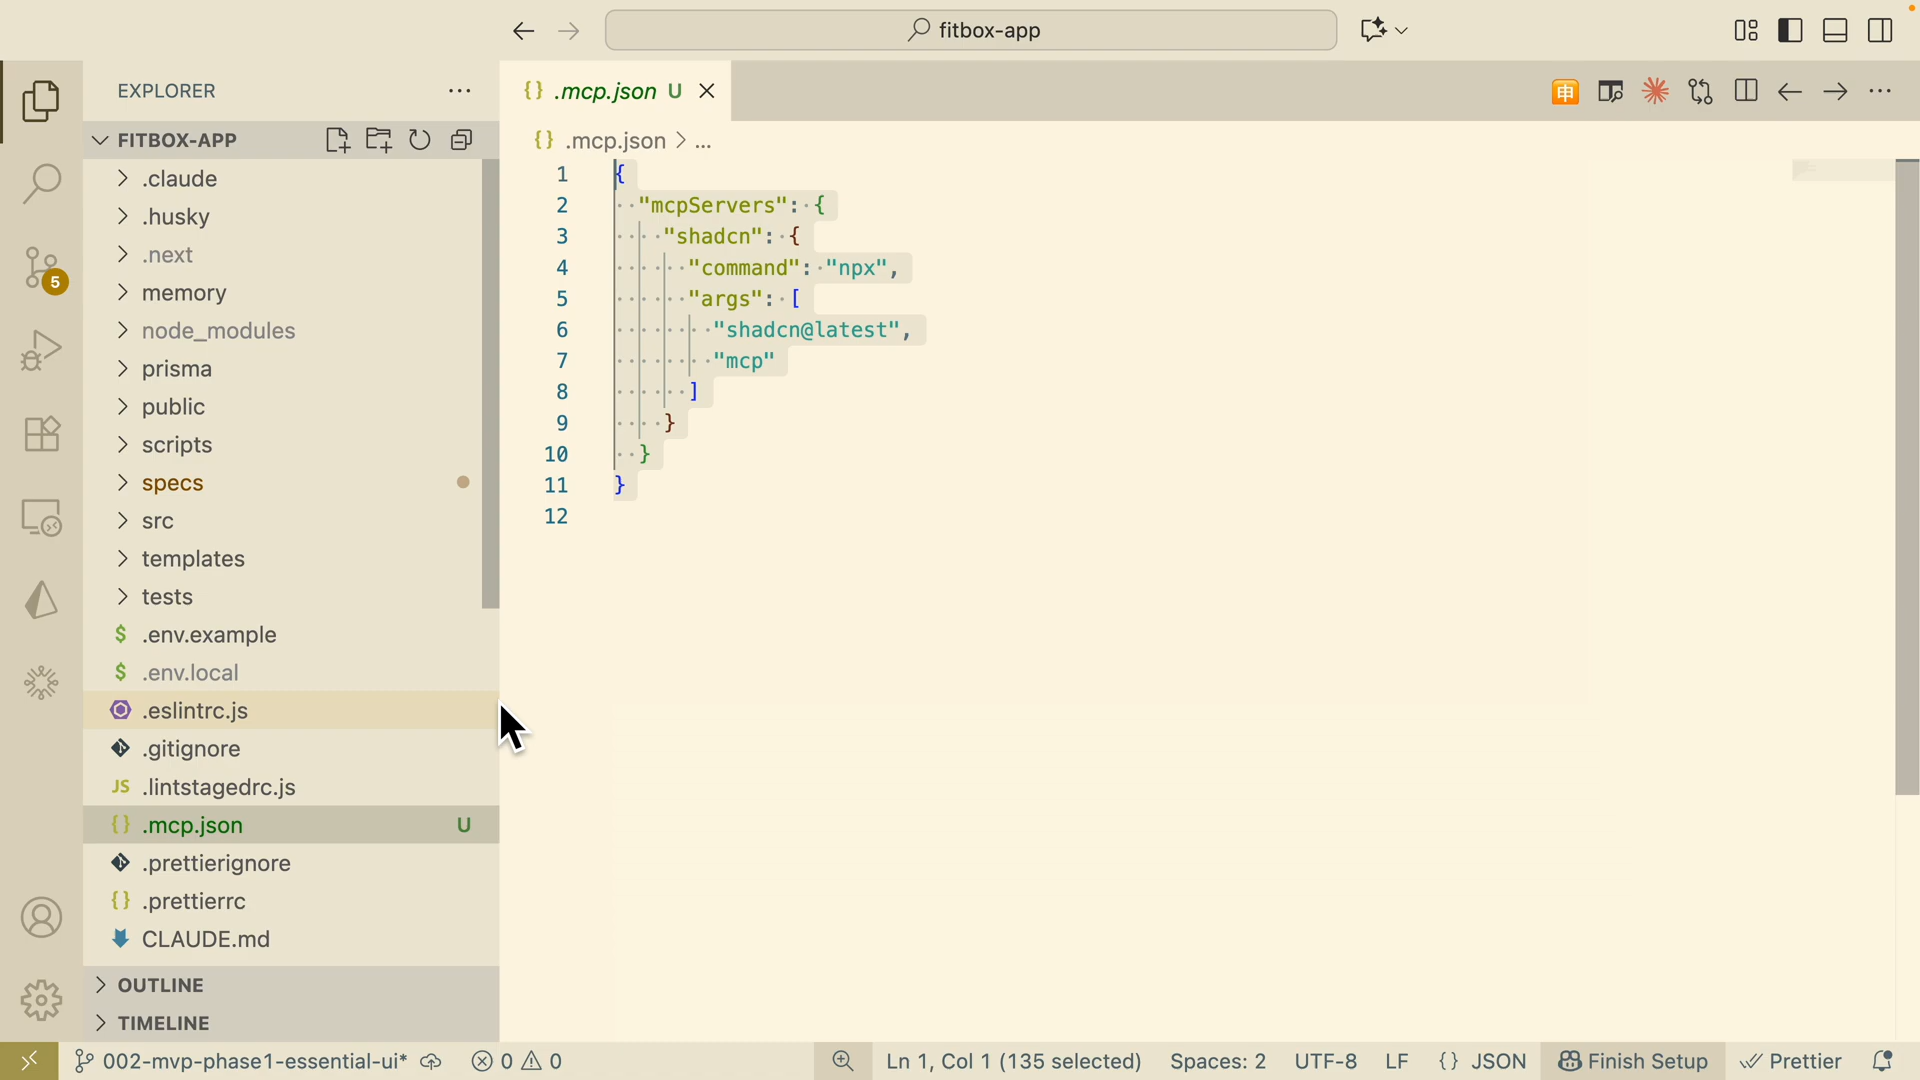 fitbox-app
EXPLORER
FITBOX-APP
.claude
.husky
.next
memory
node_modules
prisma
public
scripts
specs
src
templates
tests
$ .env.example
$ .env.local
.eslintrc.js
.gitignore
JS .lintstagedrc.js
{} .mcp.json U
.prettierignore
{} .prettierrc
CLAUDE.md
OUTLINE
TIMELINE
5
{} .mcp.json U
申
{} .mcp.json > ...
1 {
2 "mcpServers": {
3 "shadcn": {
4 "command": "npx",
5 "args": [
6 "shadcn@latest",
7 "mcp"
8 ]
9 }
10 }
11 }
12
002-mvp-phase1-essential-ui* 0 0 Ln 1, Col 1 (135 selected) Spaces: 2 UTF-8 LF {} JSON Finish Setup Prettier